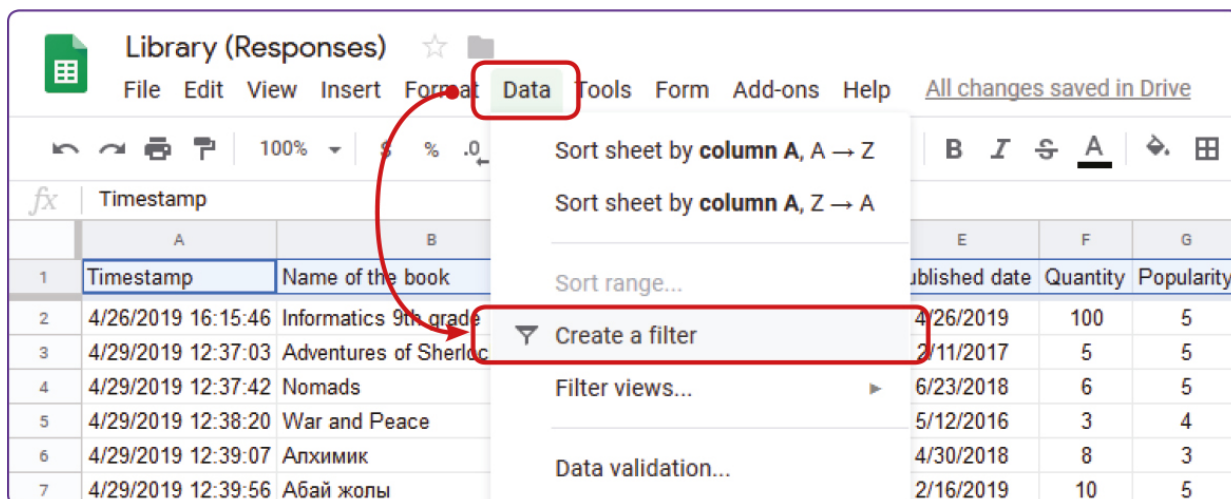 Library (Responses)
File Edit View Insert Format Data Tools Form Add-ons Help All changes saved in Drive
100% $ % .0 B I S A
fx Timestamp
Sort sheet by column A, A → Z
Sort sheet by column A, Z → A
Sort range...
Create a filter
Filter views...
Data validation...
A B E F G
1 Timestamp Name of the book Quantity Popularity
2 4/26/2019 16:15:46 Informatics 9th grade 4/26/2019 100 5
3 4/29/2019 12:37:03 Adventures of 2/11/2017 5 5
4 4/29/2019 12:37:42 Nomads 6/23/2018 6 5
5 4/29/2019 12:38:20 War and Peace 5/12/2016 3 4
6 4/29/2019 12:39:07 Алхимик 4/30/2018 8 3
7 4/29/2019 12:39:56 Абай жолы 2/16/2019 10 5